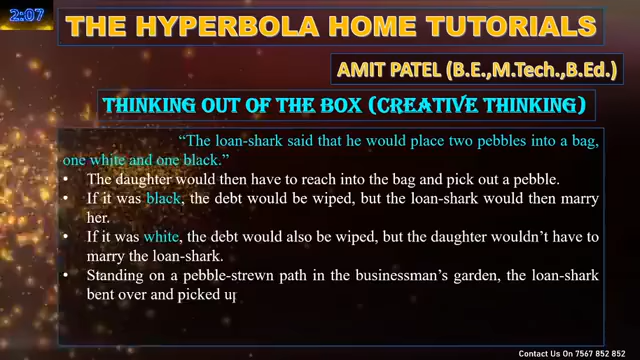 2:07
THE HYPERBOLA HOME TUTORIALS
AMIT PATEL (B.E.,M.Tech.,B.Ed.)
THINKING OUT OF THE BOX (CREATIVE THINKING)
“The loan-shark said that he would place two pebbles into a bag,
one white and one black.”
• The daughter would then have to reach into the bag and pick out a pebble.
• If it was black, the debt would be wiped, but the loan-shark would then marry
her.
• If it was white, the debt would also be wiped, but the daughter wouldn’t have to
marry the loan-shark.
• Standing on a pebble-strewn path in the businessman’s garden, the loan-shark
bent over and picked up
Contact Us On 7567 852 852